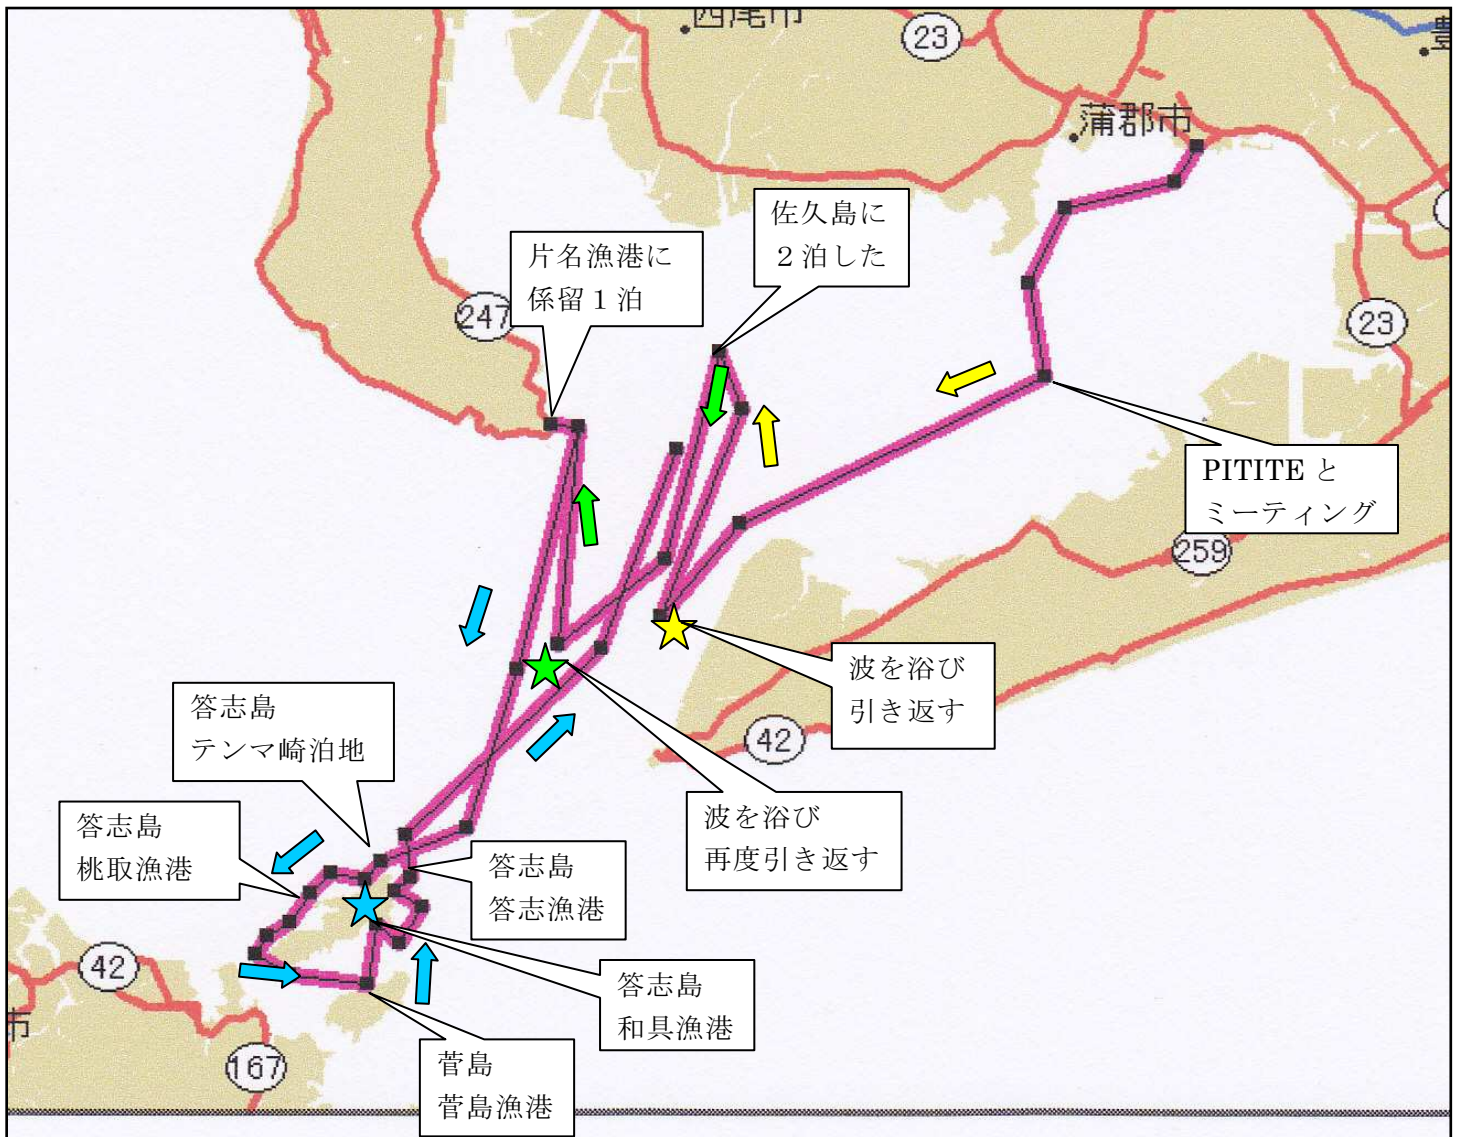 西尾市
23
蒲郡市
佐久島に
２泊した
片名漁港に
係留１泊
247
23
PITITE と
ミーティング
259
波を浴び
引き返す
答志島
テンマ崎泊地
42
波を浴び
再度引き返す
答志島
桃取漁港
答志島
答志漁港
42
答志島
和具漁港
市
167
菅島
菅島漁港